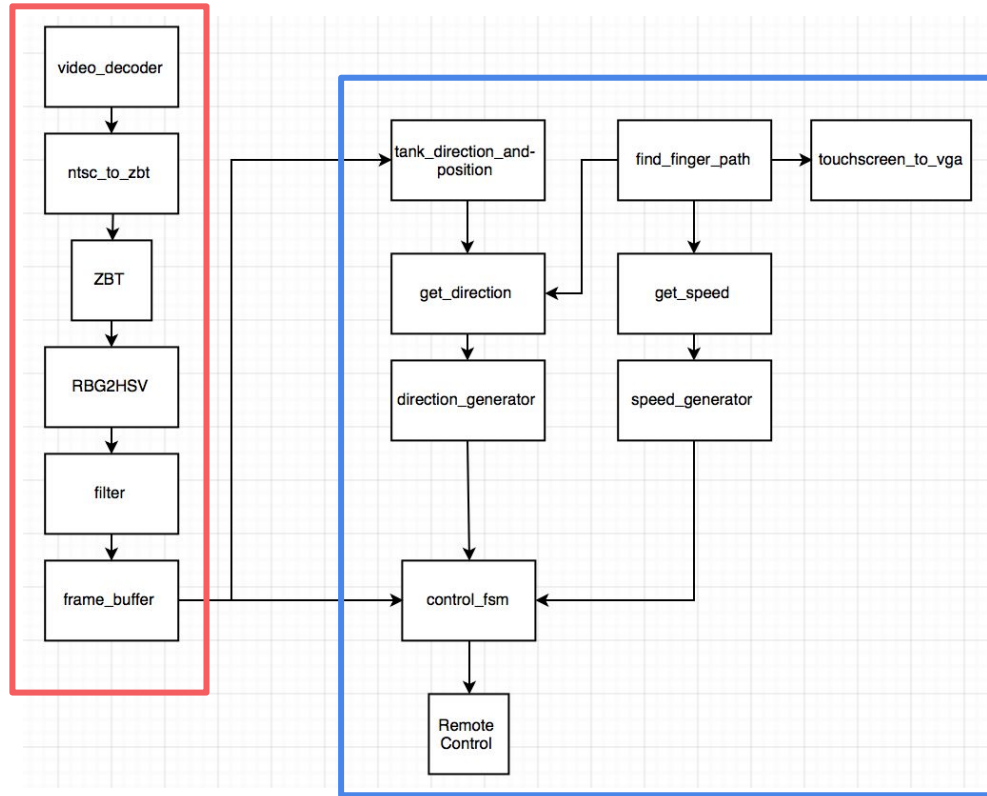 video_decoder
ntsc_to_zbt
ZBT
RBG2HSV
filter
frame_buffer
tank_direction_and-
position
find_finger_path
touchscreen_to_vga
get_direction
get_speed
direction_generator
speed_generator
control_fsm
Remote
Control